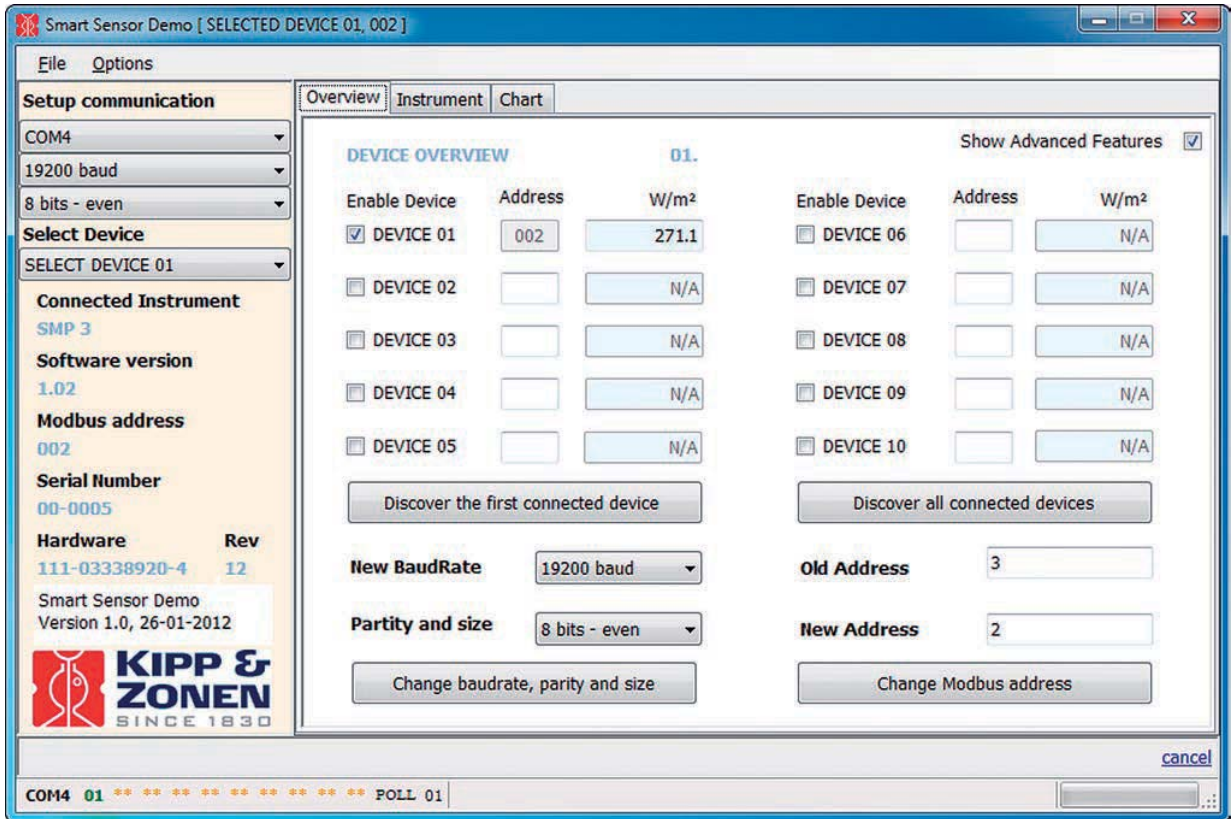 Smart Sensor Demo [ SELECTED DEVICE 01, 002 ]
File Options
Setup communication
COM4
19200 baud
8 bits - even
Select Device
SELECT DEVICE 01
Connected Instrument
SMP 3
Software version
1.02
Modbus address
002
Serial Number
00-0005
Hardware Rev
111-03338920-4 12
Smart Sensor Demo
Version 1.0, 26-01-2012
KIPP &
ZONEN
SINCE 1830
Overview Instrument Chart
Show Advanced Features
DEVICE OVERVIEW 01.
Enable Device Address W/m² Enable Device Address W/m²
DEVICE 01 002 271.1 DEVICE 06 N/A
DEVICE 02 N/A DEVICE 07 N/A
DEVICE 03 N/A DEVICE 08 N/A
DEVICE 04 N/A DEVICE 09 N/A
DEVICE 05 N/A DEVICE 10 N/A
Discover the first connected device Discover all connected devices
New BaudRate 19200 baud Old Address 3
Partity and size 8 bits - even New Address 2
Change baudrate, parity and size Change Modbus address
cancel
COM4 01 ** ** ** ** ** ** ** ** ** POLL 01